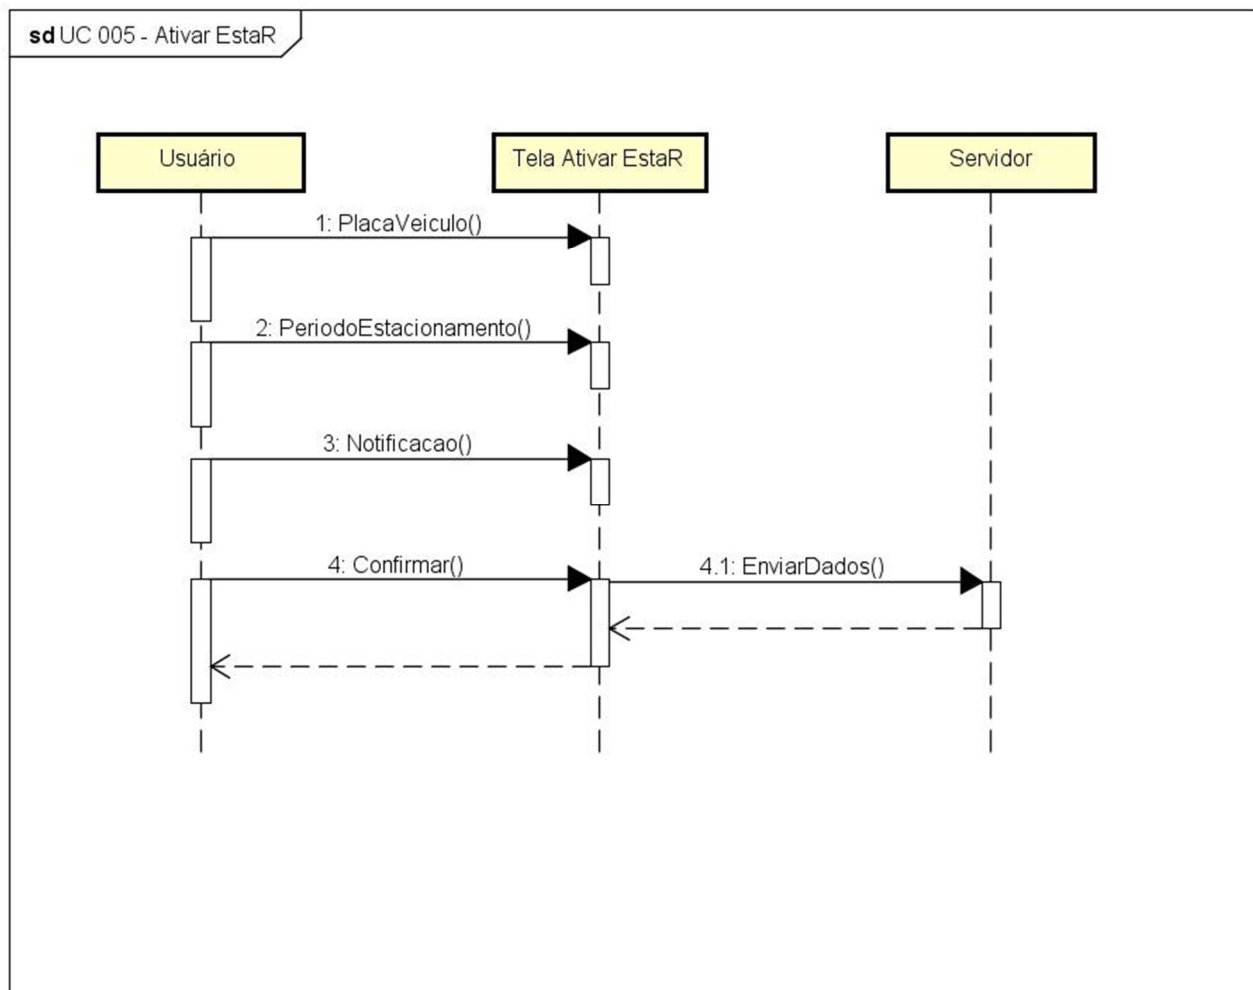 sd UC 005 - Ativar EstaR
Usuário
Tela Ativar EstaR
Servidor
1: PlacaVeiculo()
2: PeriodoEstacionamento()
3: Notificacao()
4: Confirmar()
4.1: EnviarDados()